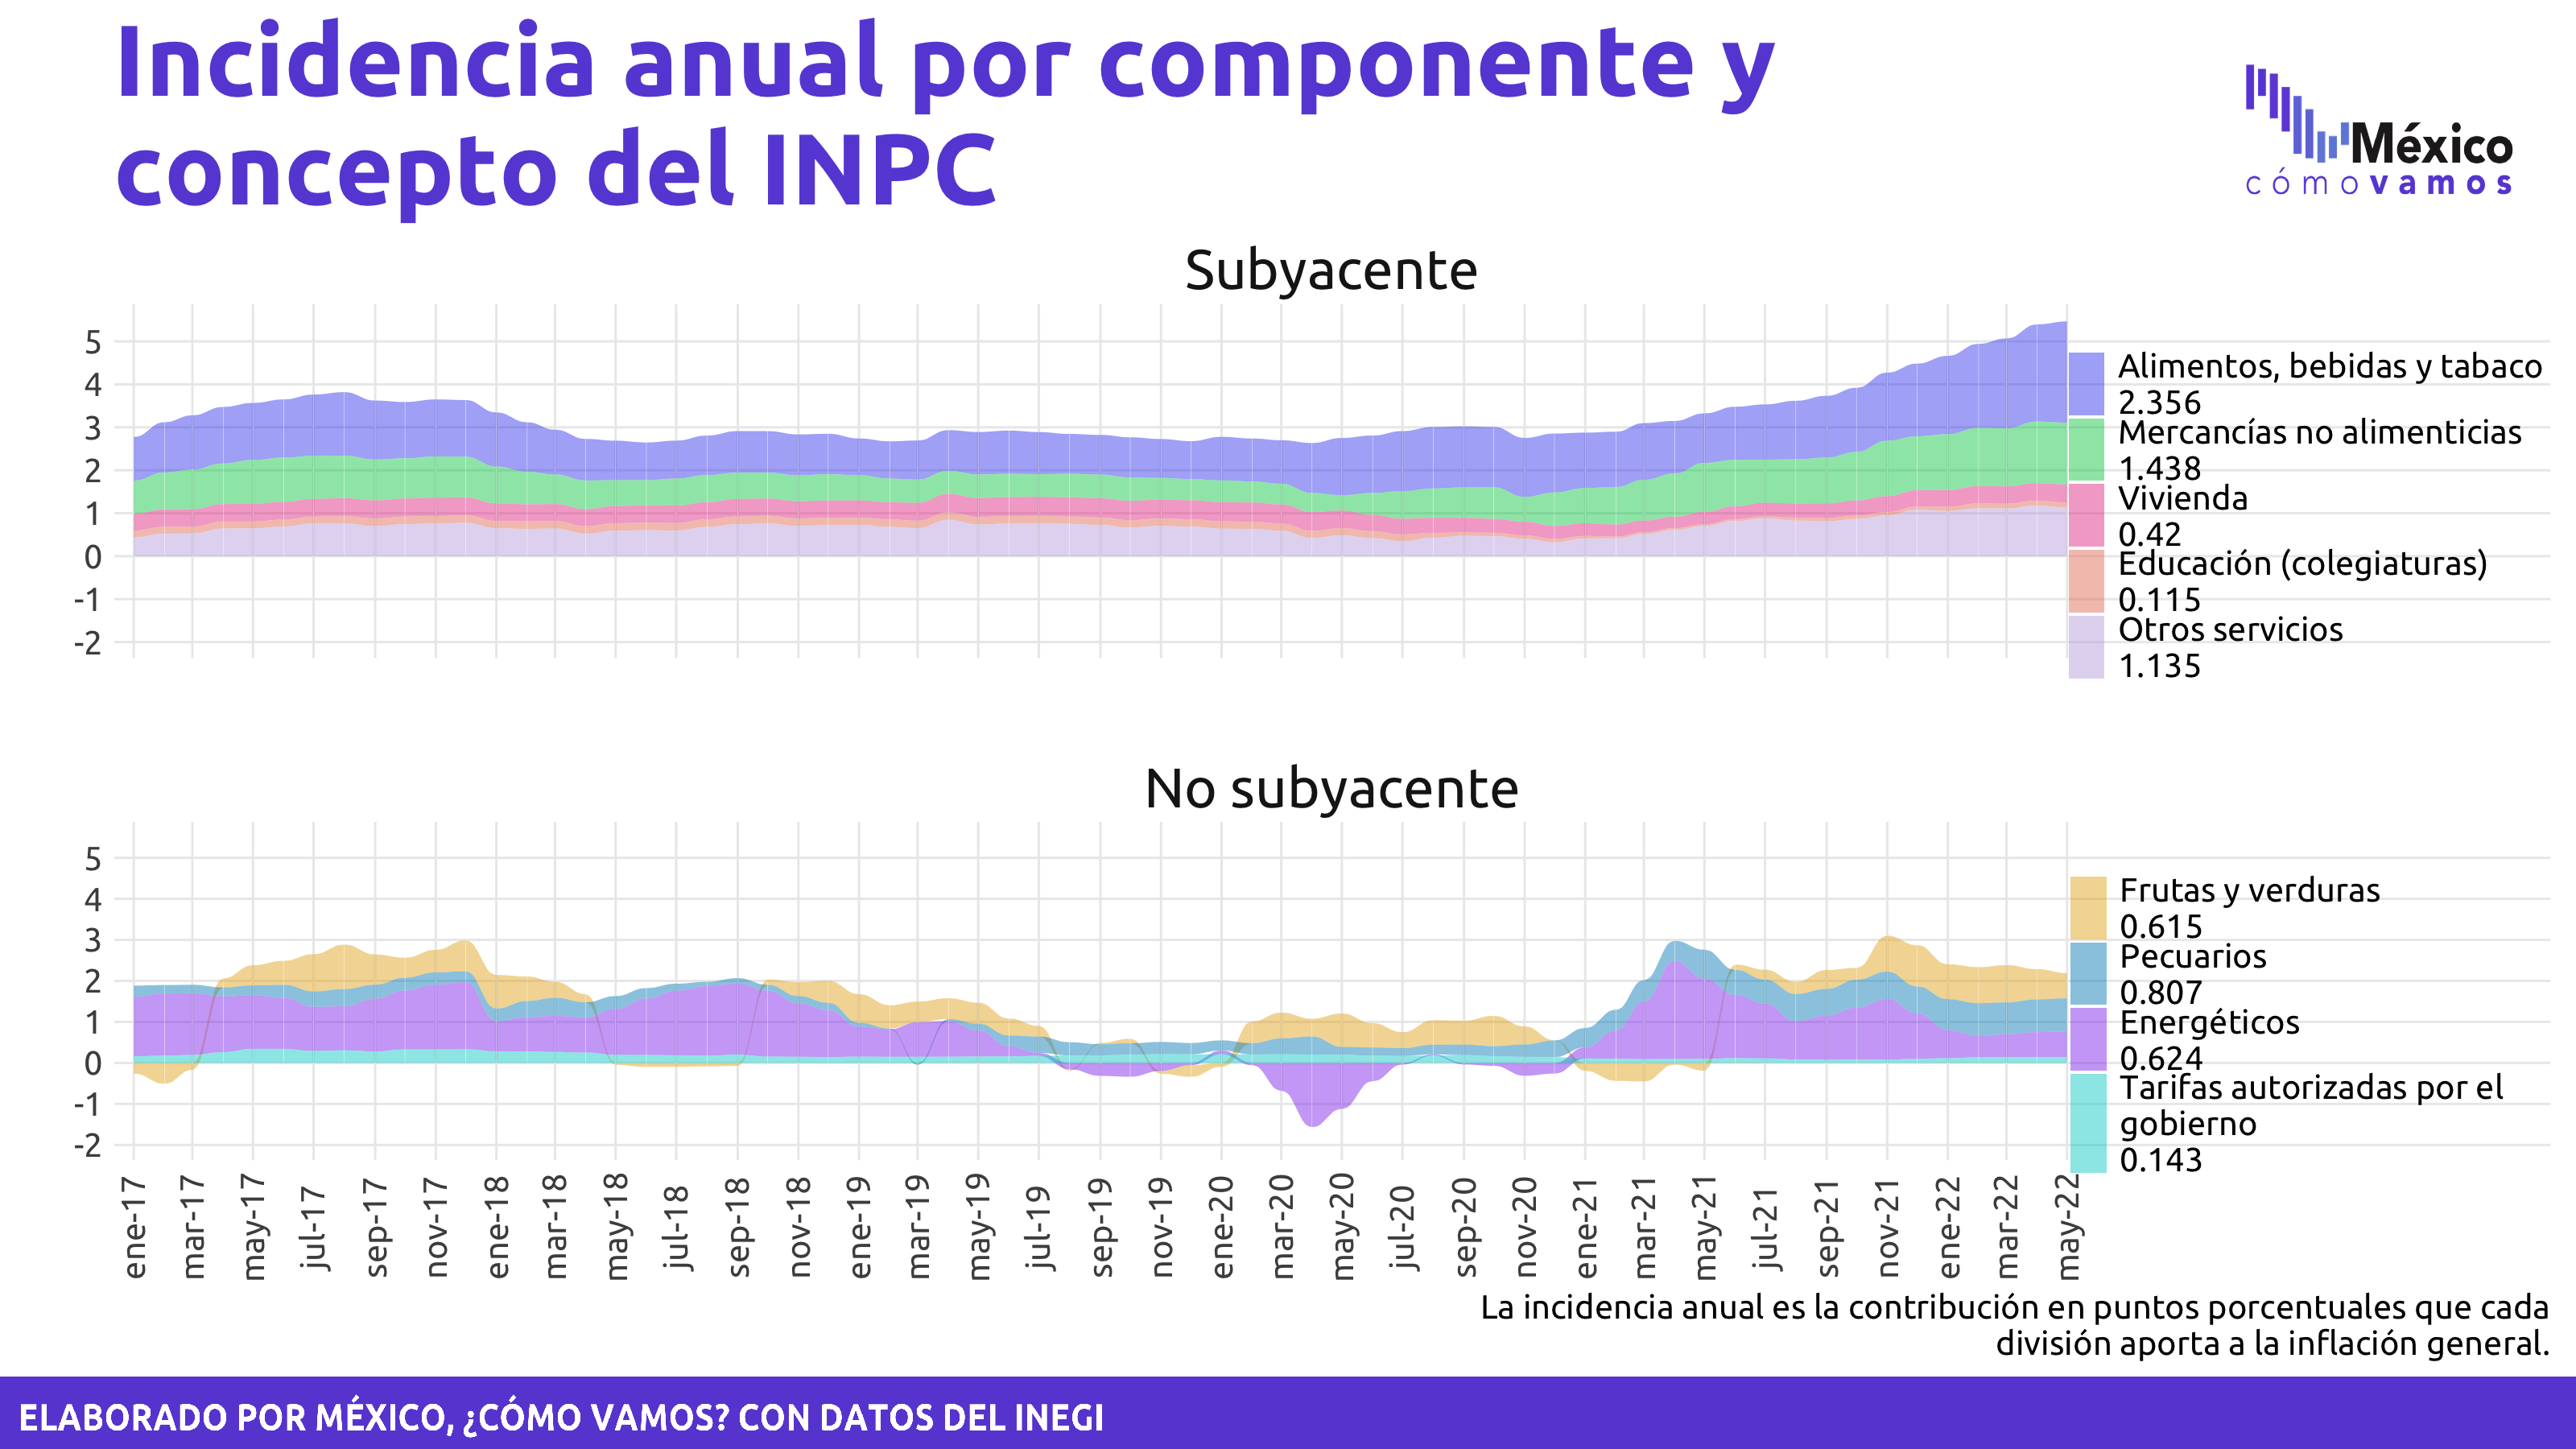 Incidencia anual por componente y
concepto del INPC
México
cómovamos
Subyacente
5
4
3
2
1
0
-1
-2
Alimentos, bebidas y tabaco
2.356
Mercancías no alimenticias
1.438
Vivienda
0.42
Educación (colegiaturas)
0.115
Otros servicios
1.135
No subyacente
5
4
3
2
1
0
-1
-2
Frutas y verduras
0.615
Pecuarios
0.807
Energéticos
0.624
Tarifas autorizadas por el
gobierno
0.143
ene-17
mar-17
may-17
jul-17
sep-17
nov-17
ene-18
mar-18
may-18
jul-18
sep-18
nov-18
ene-19
mar-19
may-19
jul-19
sep-19
nov-19
ene-20
mar-20
may-20
jul-20
sep-20
nov-20
ene-21
mar-21
may-21
jul-21
sep-21
nov-21
ene-22
mar-22
may-22
La incidencia anual es la contribución en puntos porcentuales que cada
división aporta a la inflación general.
ELABORADO POR MÉXICO, ¿CÓMO VAMOS? CON DATOS DEL INEGI